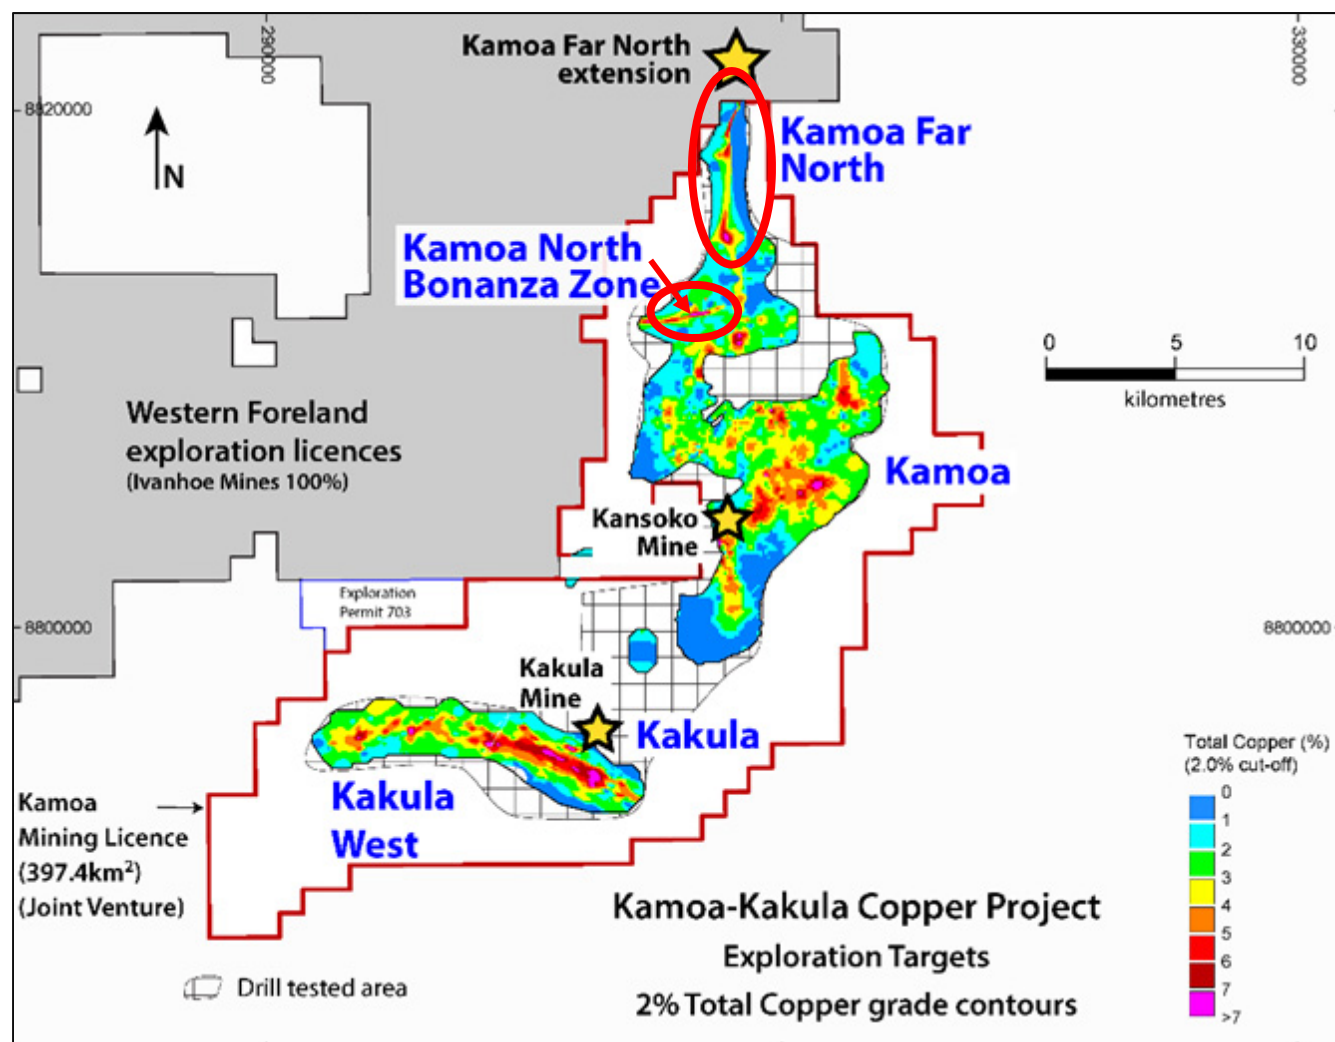 290000
330000
8820000
Kamoa Far North
extension
Kamoa Far
North
N
Kamoa North
Bonanza Zone
0 5 10
kilometres
Western Foreland
exploration licences
(Ivanhoe Mines 100%)
Kamoa
Kansoko
Mine
Exploration
Permit 703
8800000
8800000
Kakula
Mine
Kakula
Kakula
West
Kamoa
Mining Licence
(397.4km²)
(Joint Venture)
Total Copper (%)
(2.0% cut-off)
0
1
2
3
4
5
6
7
>7
Kamoa-Kakula Copper Project
Exploration Targets
2% Total Copper grade contours
Drill tested area